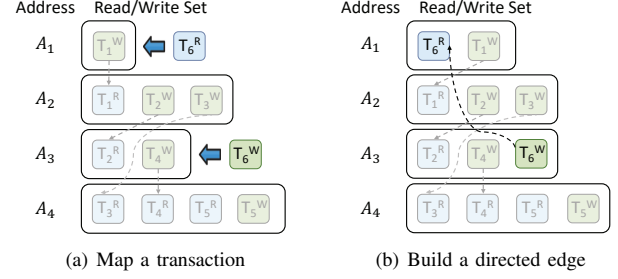 Address Read/Write Set
A₁ T₁ᵂ T₆ᴿ
A₂ T₁ᴿ T₂ᵂ T₃ᵂ
A₃ T₂ᴿ T₄ᵂ T₆ᵂ
A₄ T₃ᴿ T₄ᴿ T₅ᴿ T₅ᵂ
(a) Map a transaction
Address Read/Write Set
A₁ T₆ᴿ T₁ᵂ
A₂ T₁ᴿ T₂ᵂ T₃ᵂ
A₃ T₂ᴿ T₄ᵂ T₆ᵂ
A₄ T₃ᴿ T₄ᴿ T₅ᴿ T₅ᵂ
(b) Build a directed edge